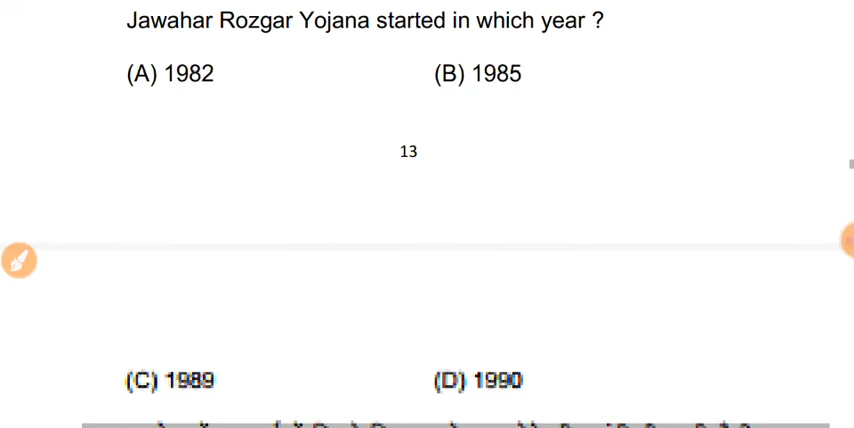 Jawahar Rozgar Yojana started in which year ?
(A) 1982 (B) 1985
13
(C) 1989 (D) 1990